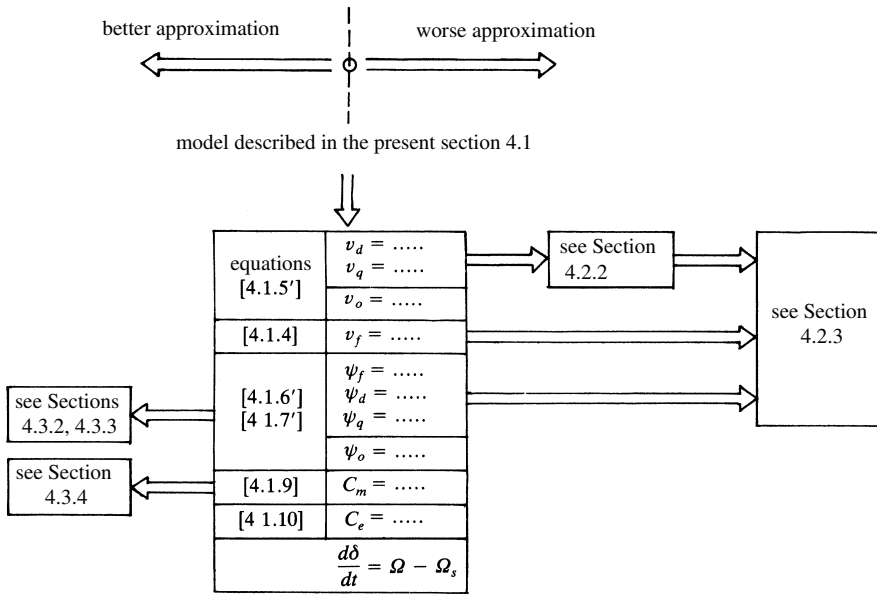 better approximation
worse approximation
model described in the present section 4.1
equations
[4.1.5′]
v_d = .....
v_q = .....
v_o = .....
see Section
4.2.2
see Section
4.2.3
[4.1.4]
v_f = .....
[4.1.6′]
[4 1.7′]
ψ_f = .....
ψ_d = .....
ψ_q = .....
ψ_o = .....
see Sections
4.3.2, 4.3.3
see Section
4.3.4
[4.1.9]
C_m = .....
[4 1.10]
C_e = .....
dδ/dt = Ω − Ω_s